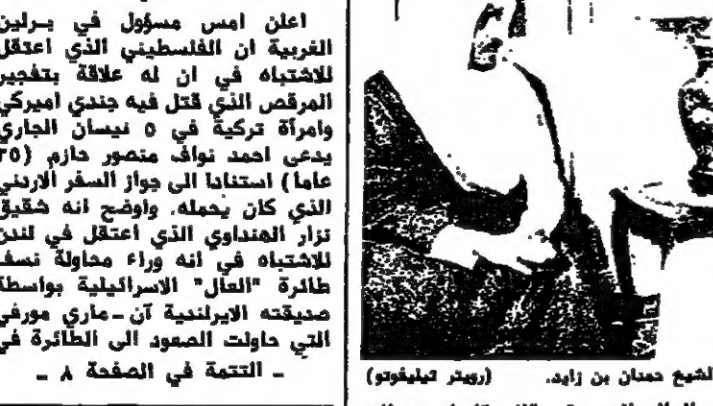 اعلن امس مسؤول في برلين
الغربية ان الفلسطيني الذي اعتقل
للاشتباه في ان له علاقة بتفجير
المرقص الذي قتل فيه جندي اميركي
وامرأة تركية في ٥ نيسان الجاري
يدعى احمد نواف منصور حازم (٣٥
عاما) استنادا الى جواز السفر الاردني
الذي كان يحمله. واوضح انه شقيق
نزار الهنداوي الذي اعتقل في لندن
للاشتباه في انه وراء محاولة نسف
طائرة "العال" الاسرائيلية بواسطة
صديقته الايرلندية آن ـ ماري مورفي
التي حاولت الصعود الى الطائرة في
ـ التتمة في الصفحة ٨ ـ
الشيخ حمدان بن زايد. (رويتر تيليفوتو)